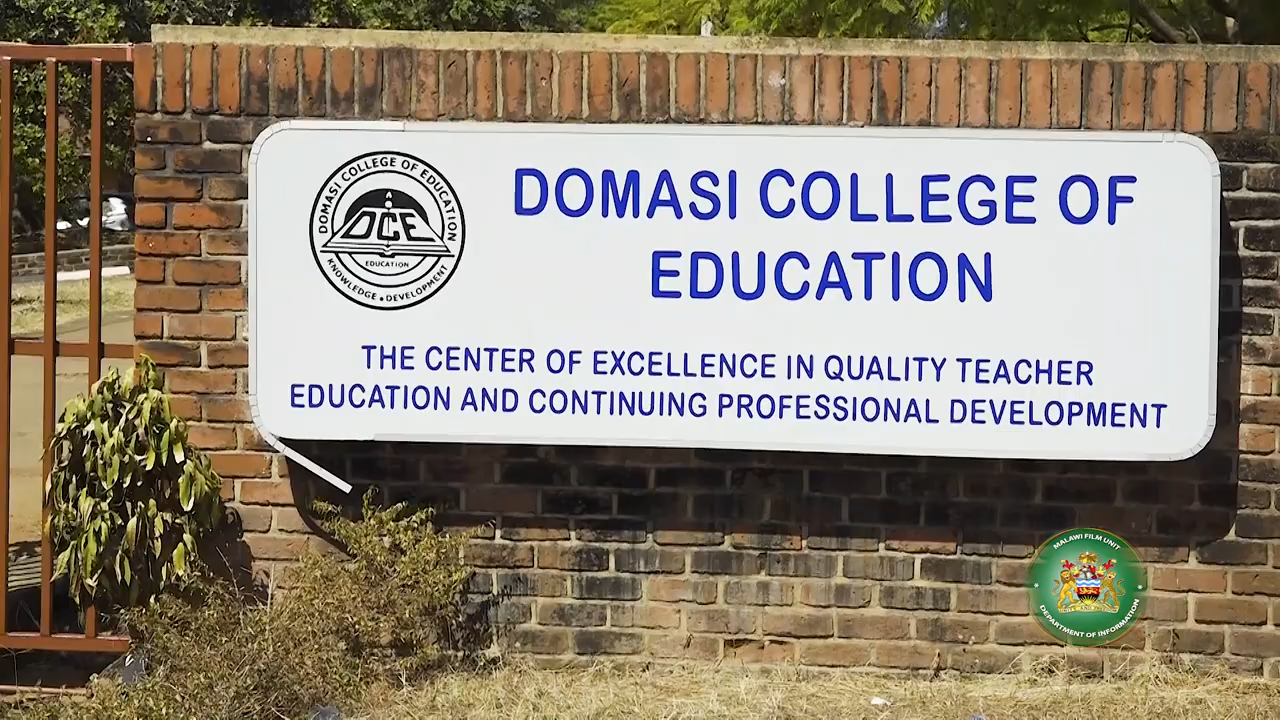 DOMASI COLLEGE OF EDUCATION
DCE
EDUCATION
KNOWLEDGE • DEVELOPMENT
DOMASI COLLEGE OF
EDUCATION
THE CENTER OF EXCELLENCE IN QUALITY TEACHER
EDUCATION AND CONTINUING PROFESSIONAL DEVELOPMENT
MALAWI FILM UNIT
DEPARTMENT OF INFORMATION